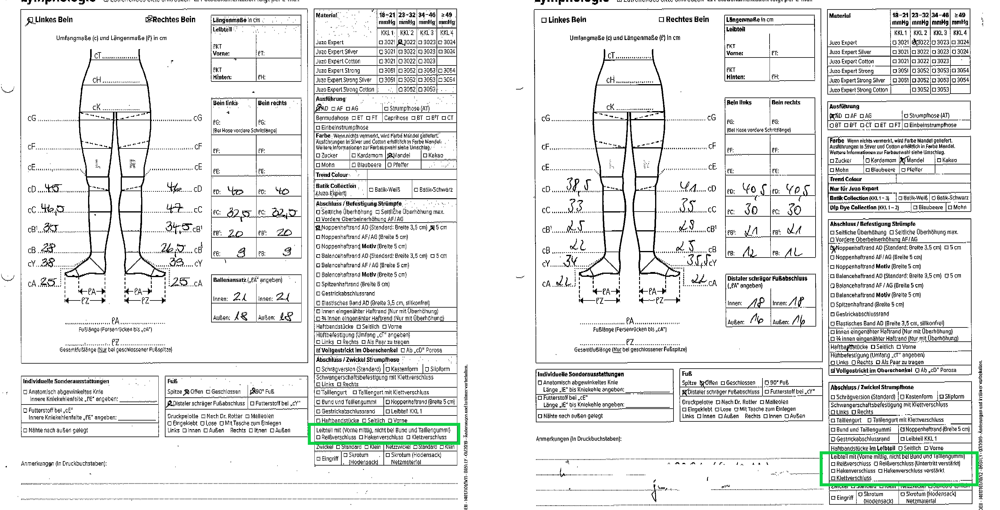 Linkes Bein
Rechtes Bein
Umfangmaße (c) und Längenmaße (ℓ) in cm
cT
cH
cK
cG cG
cF cF
cE cE
cD 45 46 cD
cC 46,5 47 cC
cB¹ 35 34,5 cB¹
cB 28 26,5 cB
cY 38 cY
cA 25 25 cA
ℓA ℓA
ℓZ ℓZ
ℓA
Fußlänge (Fersenrücken bis „cA“)
ℓZ
Gesamtfußlänge (Nur bei geschlossener Fußspitze)
Längenmaße in cm
Leibteil
ℓKT
Vorne: ℓT:
ℓKT
Hinten: ℓH:
Bein links Bein rechts
ℓG: ℓG:
(Bei Hose vordere Schrittlänge)
ℓF: ℓF:
ℓE: ℓE:
ℓD: 40 ℓD: 40
ℓC: 32,5 ℓC: 32,5
ℓB¹: 20 ℓB¹: 20
ℓB: 9 ℓB: 9
Ballenansatz („ℓA“ angeben)
Innen: 21 Innen: 21
Außen: 18 Außen: 18
Individuelle Sonderausstattungen
Anatomisch abgewinkeltes Knie
Innere Kniekehlenfalte „ℓE“ angeben:
Futterstoff bei „cE“
Innere Kniekehlenfalte „ℓE“ angeben:
Nähte nach außen gelegt
Fuß
Spitze Offen Geschlossen 90° Fuß
Distaler schräger Fußabschluss Futterstoff bei „cY“
Druckpelotte Nach Dr. Rotter Malleolen
Eingeklebt Lose Mit Tasche zum Einlegen
Links Innen Außen Rechts Innen Außen
Anmerkungen (In Druckbuchstaben):
Material 18–21 mmHg 23–32 mmHg 34–46 mmHg ≥49 mmHg
KKL 1 KKL 2 KKL 3 KKL 4
Juzo Expert 3021 3022 3023 3024
Juzo Expert Silver 3021 3022 3023 3024
Juzo Expert Cotton 3021 3022 3023
Juzo Expert Strong 3051 3052 3053 3054
Juzo Expert Strong Silver 3051 3052 3053 3054
Juzo Expert Strong Cotton 3052 3053
Ausführung
AD AF AG Strumpfhose (AT)
Bermudahose ET FT Caprihose BT B¹T CT
Einbeinstrumpfhose
Farbe Wenn nichts vermerkt, wird Farbe Mandel geliefert.
Ausführungen in Silver und Cotton erhältlich in Farbe Mandel.
Weitere Informationen zur Farbauswahl siehe Umschlag.
Zucker Kardamom Mandel Kakao
Mohn Blaubeere Pfeffer
Trend Colour
Batik Collection (Juzo Expert) Batik-Weiß Batik-Schwarz
Abschluss / Befestigung Strümpfe
Seitliche Überhöhung Seitliche Überhöhung max.
Vordere Oberbeinerhöhung AF/AG
Noppenhaftrand AD (Standard: Breite 3,5 cm) 5 cm
Noppenhaftrand AF/AG (Breite 5 cm)
Noppenhaftrand Motiv (Breite 5 cm)
Balancehaftrand AD (Standard: Breite 3,5 cm) 5 cm
Balancehaftrand AF / AG (Breite 5 cm)
Balancehaftrand Motiv (Breite 5 cm)
Spitzenhaftrand (Breite 5 cm)
Gestrickabschlussrand
Elastisches Band AD (Breite 3,5 cm, silikonfrei)
Innen eingenähter Haftrand (Nur mit Überhöhung)
¾ innen eingenähter Haftrand (Nur mit Überhöhung)
Haftbandstücke Seitlich Vorne
Hüftbefestigung (Umfang „cT“ angeben)
Links Rechts Als Paar zu tragen
Vollgestrickt im Oberschenkel Ab „cD“ Porosa
Abschluss / Zwickel Strumpfhose
Schrägversion (Standard) Kastenform Slipform
Schwangerschaftsbefestigung mit Klettverschluss
Links Rechts
Taillengurt Taillengurt mit Klettverschluss
Bund und Taillengummi Noppenhaftrand (Breite 5 cm)
Gestrickabschlussrand Leibteil KKL 1
Haftbandstücke Seitlich Vorne
Leibteil mit (Vorne mittig, nicht bei Bund und Taillengummi)
Reißverschluss Hakenverschluss Klettverschluss
Zwickel Standard Klein Netzzwickel Standard Klein
Eingriff Skrotum (Hodensack) Skrotum (Hodensack) Netzmaterial
Linkes Bein
Rechtes Bein
Umfangmaße (c) und Längenmaße (ℓ) in cm
cT
cH
cK
cG cG
cF cF
cE cE
cD 38,5 41 cD
cC 33 35 cC
cB¹ 25 28 cB¹
cB 22 25 cB
cY 34 35,5 cY
cA 22 22 cA
ℓA ℓA
ℓZ ℓZ
ℓA
Fußlänge (Fersenrücken bis „cA“)
ℓZ
Gesamtfußlänge (Nur bei geschlossener Fußspitze)
Längenmaße in cm
Leibteil
ℓKT
Vorne: ℓT:
ℓKT
Hinten: ℓH:
Bein links Bein rechts
ℓG: ℓG:
(Bei Hose vordere Schrittlänge)
ℓF: ℓF:
ℓE: ℓE:
ℓD: 40,5 ℓD: 40,5
ℓC: 30 ℓC: 30
ℓB¹: 21 ℓB¹: 21
ℓB: 12 ℓB: 12
Distaler schräger Fußabschluss
(„ℓA“ angeben)
Innen: 18 Innen: 18
Außen: 16 Außen: 16
Individuelle Sonderausstattungen
Anatomisch abgewinkeltes Knie
Länge „lE“ bis Kniekehle angeben:
Futterstoff bei „cE“
Länge „lE“ bis Kniekehle angeben:
Nähte nach außen gelegt
Fuß
Spitze Offen Geschlossen 90° Fuß
Distaler schräger Fußabschluss Futterstoff bei „cY“
Druckpelotte Nach Dr. Rotter Malleolen
Eingeklebt Lose Mit Tasche zum Einlegen
Links Innen Außen Rechts Innen Außen
Anmerkungen (In Druckbuchstaben):
Material 18–21 mmHg 23–32 mmHg 34–46 mmHg ≥49 mmHg
KKL 1 KKL 2 KKL 3 KKL 4
Juzo Expert 3021 3022 3023 3024
Juzo Expert Silver 3021 3022 3023 3024
Juzo Expert Cotton 3021 3022 3023
Juzo Expert Strong 3051 3052 3053 3054
Juzo Expert Strong Silver 3051 3052 3053 3054
Juzo Expert Strong Cotton 3052 3053
Ausführung
AD AF AG Strumpfhose (AT)
BT B¹T CT ET FT Einbeinstrumpfhose
Farbe Wenn nichts vermerkt, wird Farbe Mandel geliefert.
Ausführungen in Silver und Cotton erhältlich in Farbe Mandel.
Weitere Informationen zur Farbauswahl siehe Umschlag.
Zucker Kardamom Mandel Kakao
Mohn Blaubeere Pfeffer
Trend Colour
Nur für Juzo Expert
Batik Collection (KKL 1 – 3) Batik-Weiß Batik-Schwarz
Dip Dye Collection (KKL 1 – 2) Blaubeere Mohn
Abschluss / Befestigung Strümpfe
Seitliche Überhöhung Seitliche Überhöhung max.
Vordere Oberbeinerhöhung AF/AG
Noppenhaftrand AD (Standard: Breite 3,5 cm) 5 cm
Noppenhaftrand AF / AG (Breite 5 cm)
Noppenhaftrand Motiv (Breite 5 cm)
Balancehaftrand AD (Standard: Breite 3,5 cm) 5 cm
Balancehaftrand AF / AG (Breite 5 cm)
Balancehaftrand Motiv (Breite 5 cm)
Spitzenhaftrand (Breite 5 cm)
Gestrickabschlussrand
Elastisches Band AD (Breite 3,5 cm, silikonfrei)
Innen eingenähter Haftrand (Nur mit Überhöhung)
¾ innen eingenähter Haftrand (Nur mit Überhöhung)
Haftbandstücke Seitlich Vorne
Hüftbefestigung (Umfang „cT“ angeben)
Links Rechts Als Paar zu tragen
Vollgestrickt im Oberschenkel Ab „cD“ Porosa
Abschluss / Zwickel Strumpfhose
Schrägversion (Standard) Kastenform Slipform
Schwangerschaftsbefestigung mit Klettverschluss
Links Rechts
Taillengurt Taillengurt mit Klettverschluss
Bund und Taillengummi Noppenhaftrand (Breite 5 cm)
Gestrickabschlussrand Leibteil KKL 1
Haftbandstücke im Leibteil Seitlich Vorne
Leibteil mit (Vorne mittig, nicht bei Bund und Taillengummi)
Reißverschluss Reißverschluss (Untertritt verstärkt)
Hakenverschluss Hakenverschluss verstärkt
Klettverschluss
Zwickel Standard Klein Netzzwickel Standard Klein
Eingriff Skrotum (Hodensack) Skrotum (Hodensack) Netzmaterial